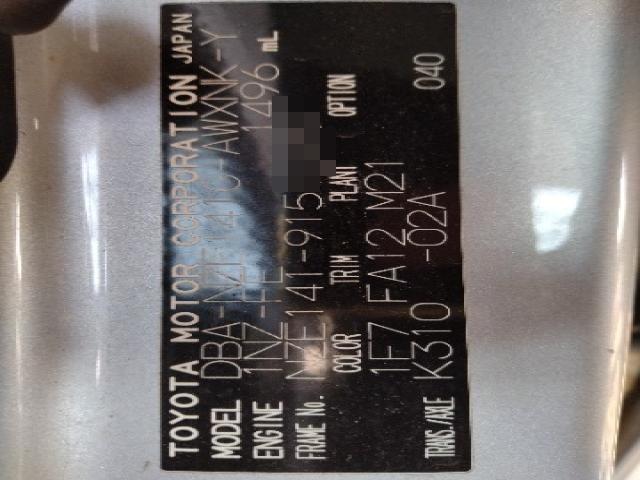 TOYOTA MOTOR CORPORATION JAPAN
MODEL DBA-NZE141G-AWXNK-Y
ENGINE 1NZ-FE 1496 mL
FRAME No. NZE141-915
COLOR TRIM PLANT OPTION
1F7 FA12 M21
TRANS./AXLE K310 -02A 040